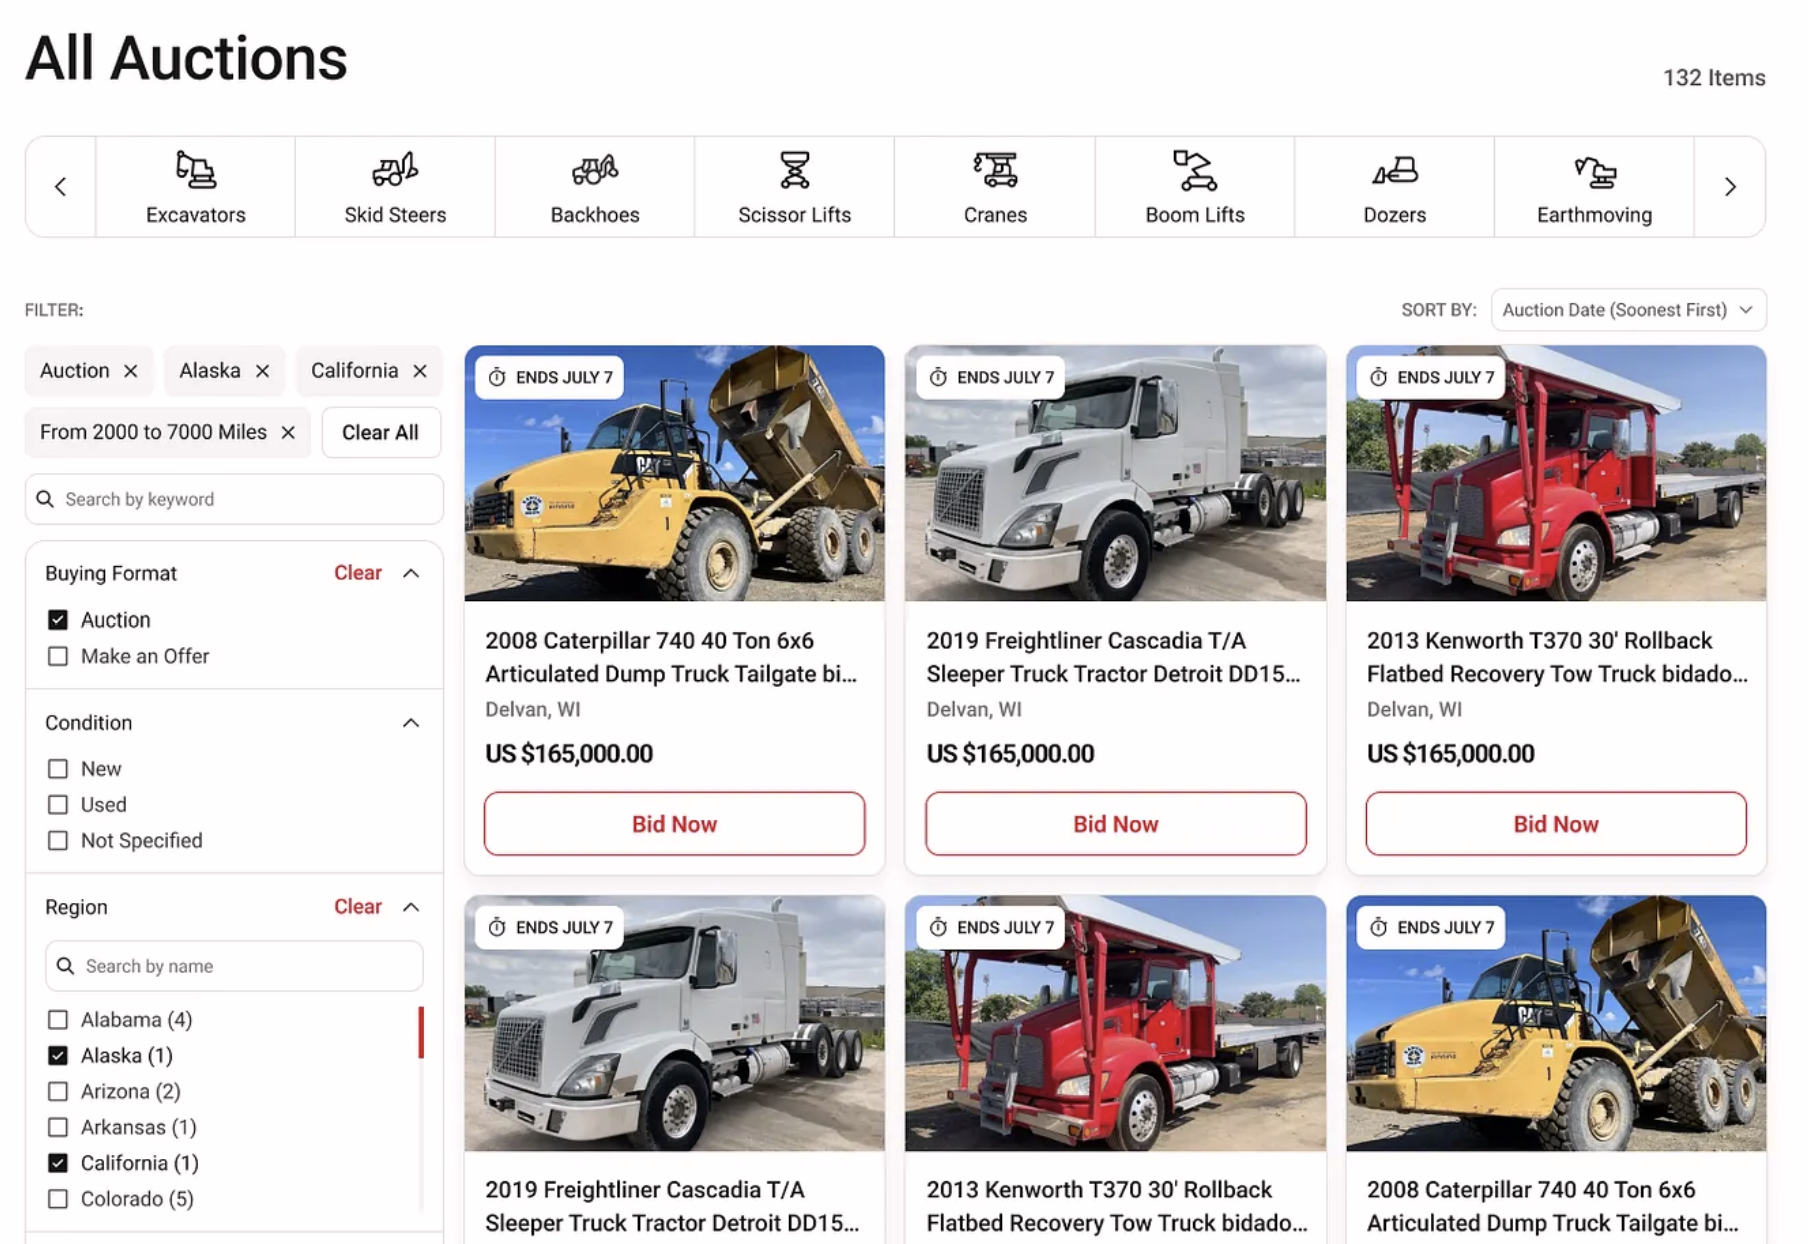 All Auctions
132 Items
Excavators
Skid Steers
Backhoes
Scissor Lifts
Cranes
Boom Lifts
Dozers
Earthmoving
FILTER:
SORT BY: Auction Date (Soonest First)
Auction
Alaska
California
From 2000 to 7000 Miles
Clear All
Search by keyword
Buying Format Clear
Auction
Make an Offer
Condition
New
Used
Not Specified
Region Clear
Search by name
Alabama (4)
Alaska (1)
Arizona (2)
Arkansas (1)
California (1)
Colorado (5)
ENDS JULY 7
CAT
2008 Caterpillar 740 40 Ton 6x6
Articulated Dump Truck Tailgate bi...
Delvan, WI
US $165,000.00
Bid Now
ENDS JULY 7
2019 Freightliner Cascadia T/A
Sleeper Truck Tractor Detroit DD15...
Delvan, WI
US $165,000.00
Bid Now
ENDS JULY 7
2013 Kenworth T370 30' Rollback
Flatbed Recovery Tow Truck bidado...
Delvan, WI
US $165,000.00
Bid Now
ENDS JULY 7
2019 Freightliner Cascadia T/A
Sleeper Truck Tractor Detroit DD15...
ENDS JULY 7
2013 Kenworth T370 30' Rollback
Flatbed Recovery Tow Truck bidado...
ENDS JULY 7
CAT
2008 Caterpillar 740 40 Ton 6x6
Articulated Dump Truck Tailgate bi...